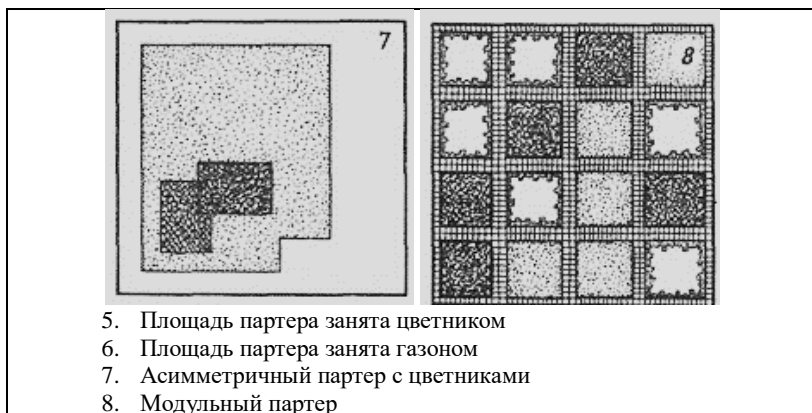 7
8
5. Площадь партера занята цветником
6. Площадь партера занята газоном
7. Асимметричный партер с цветниками
8. Модульный партер